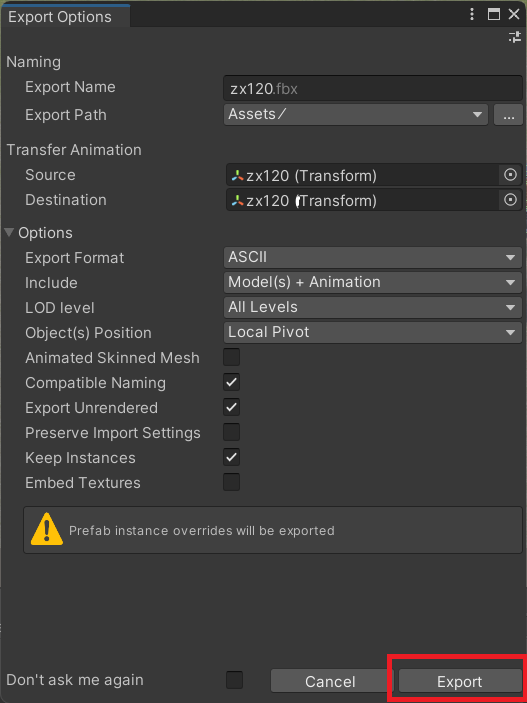 Export Options
Naming
Export Name zx120.fbx
Export Path Assets/ ...
Transfer Animation
Source zx120 (Transform)
Destination zx120 (Transform)
Options
Export Format ASCII
Include Model(s) + Animation
LOD level All Levels
Object(s) Position Local Pivot
Animated Skinned Mesh
Compatible Naming
Export Unrendered
Preserve Import Settings
Keep Instances
Embed Textures
Prefab instance overrides will be exported
Don't ask me again Cancel Export